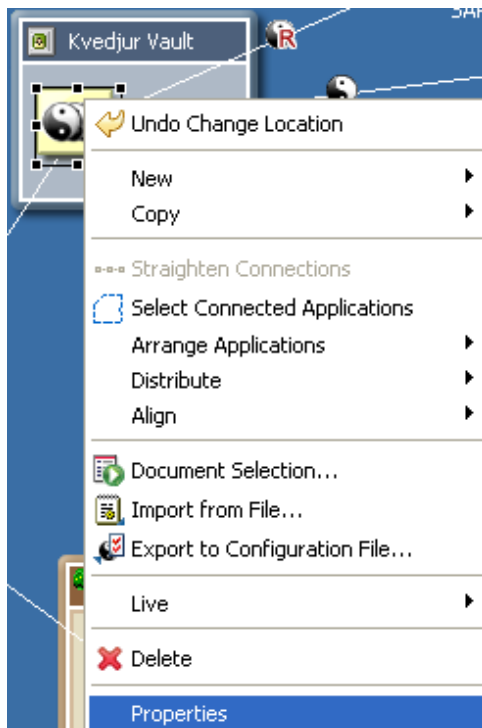 Kvedjur Vault
R
Undo Change Location
New
Copy
Straighten Connections
Select Connected Applications
Arrange Applications
Distribute
Align
Document Selection...
Import from File...
Export to Configuration File...
Live
Delete
Properties